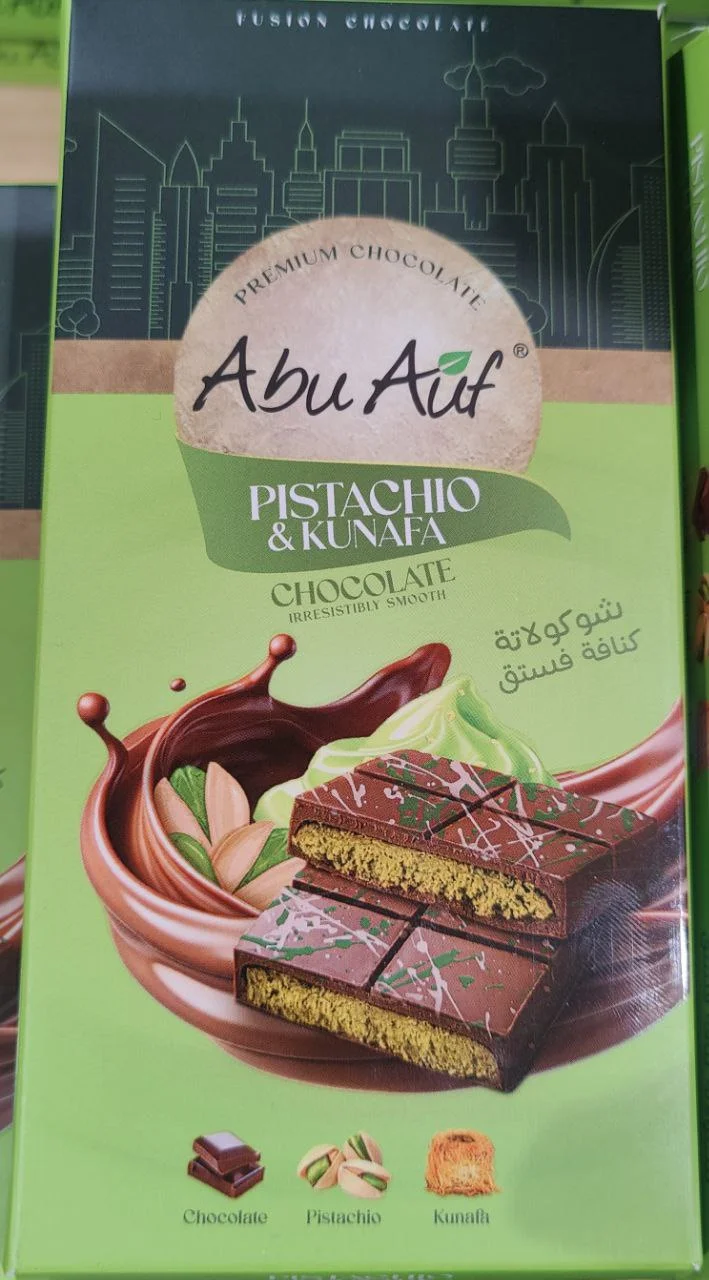 FUSION CHOCOLATE
PREMIUM CHOCOLATE
Abu Auf®
PISTACHIO
& KUNAFA
CHOCOLATE
IRRESISTIBLY SMOOTH
شوكولاتة
كنافة فستق
Chocolate Pistachio Kunafa